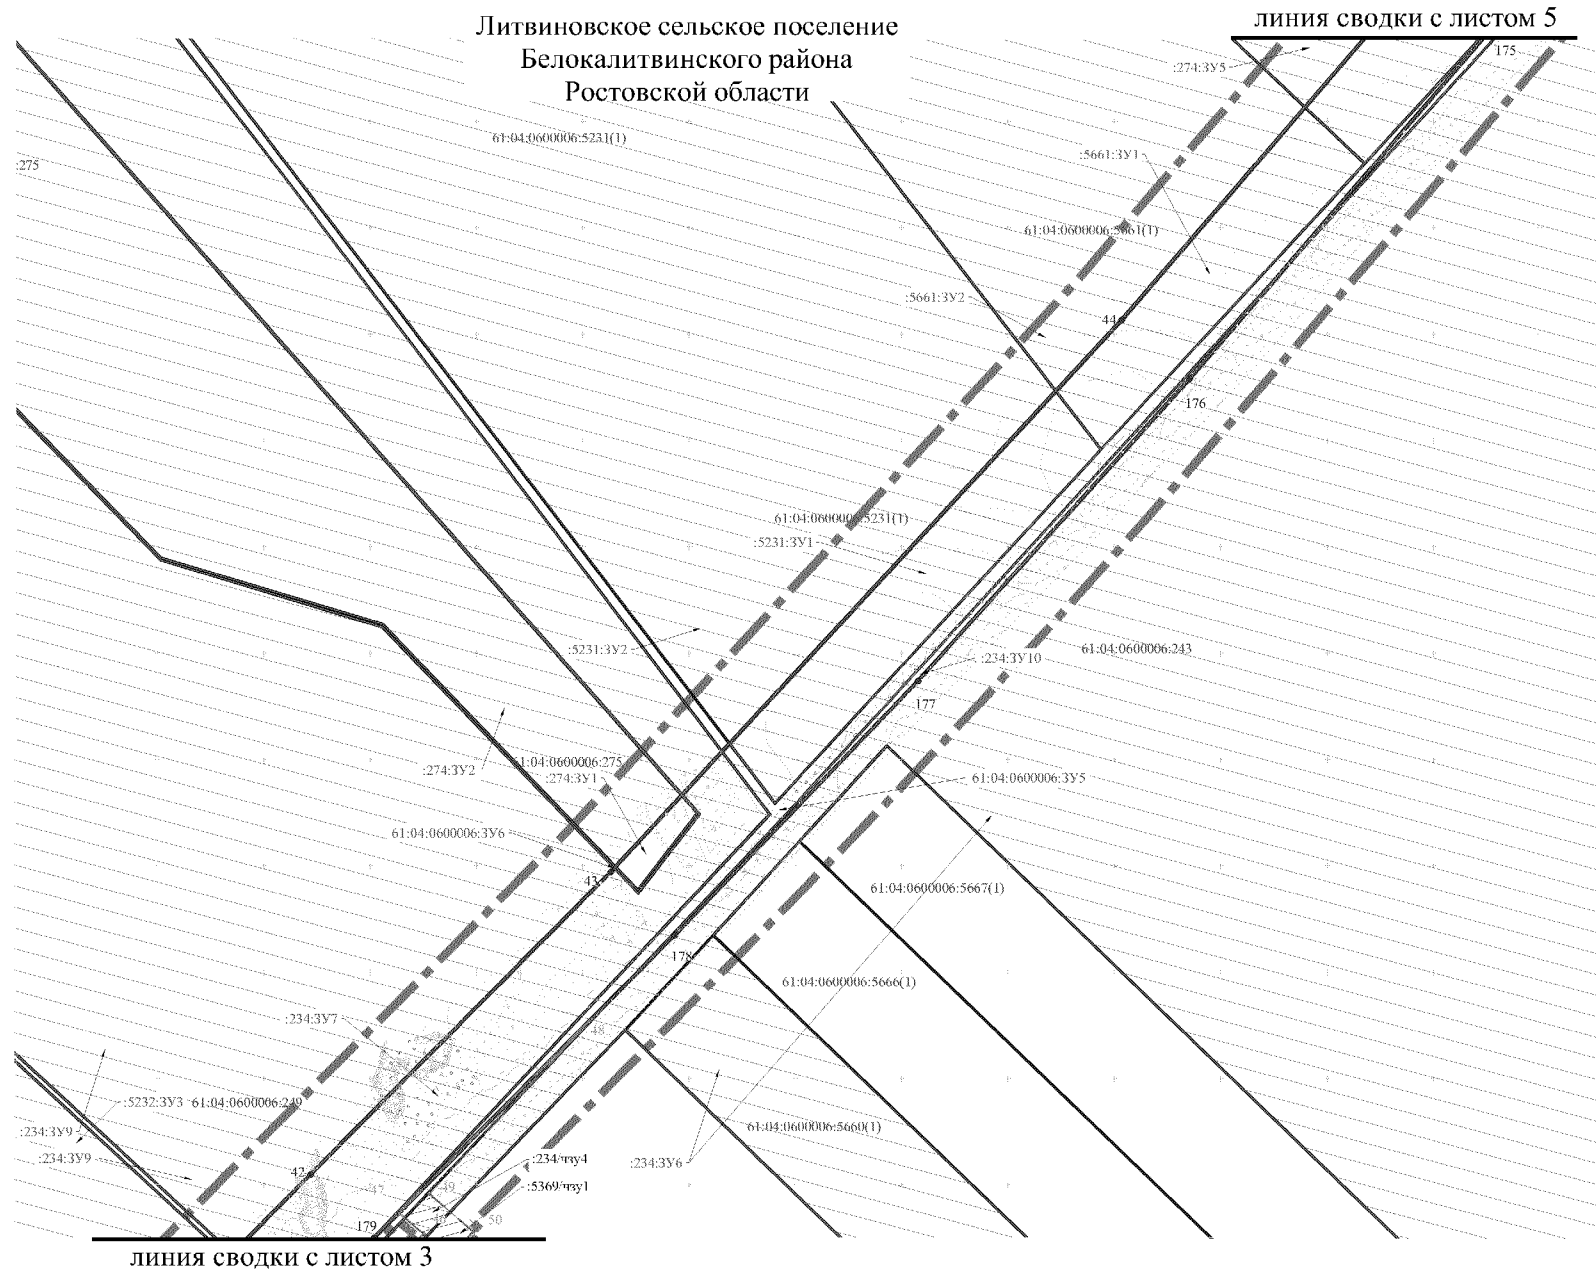 Литвиновское сельское поселение
Белокалитвинского района
Ростовской области
линия сводки с листом 5
175
:274:ЗУ5
61:04:0600006:5231(1)
:275
:5661:ЗУ1
61:04:0600006:5661(1)
:5661:ЗУ2
44
176
61:04:0600006:5231(1)
:5231:ЗУ1
:5231:ЗУ2
61:04:0600006:243
:234:ЗУ10
177
61:04:0600006:275
:274:ЗУ2
:274:ЗУ1
61:04:0600006:ЗУ5
61:04:0600006:ЗУ6
43
61:04:0600006:5667(1)
178
61:04:0600006:5666(1)
:234:ЗУ7
48
:5232:ЗУ3
61:04:0600006:249
:234:ЗУ9
61:04:0600006:5660(1)
:234:ЗУ9
:234/чзу4
:234:ЗУ6
42
47
49
:5369/чзу1
179
50
линия сводки с листом 3